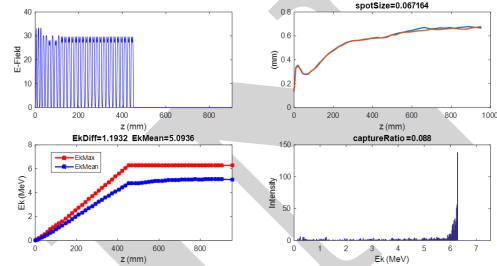 40
30
20
10
0
E-Field
0 200 400 600 800
z (mm)
spotSize=0.067164
0.8
0.6
0.4
0.2
0
(mm)
0 200 400 600 800 1000
z (mm)
EkDiff=1.1932 EkMean=5.0936
8
6
4
2
0
Ek (MeV)
EkMax
EkMean
0 200 400 600 800
z (mm)
captureRatio=0.088
150
100
50
0
Intensity
0 1 2 3 4 5 6 7
Ek (MeV)